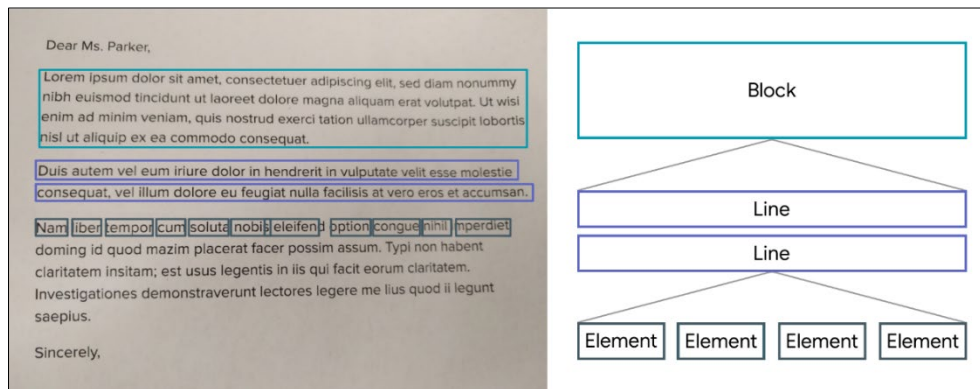 Dear Ms. Parker,
Lorem ipsum dolor sit amet, consectetuer adipiscing elit, sed diam nonummy
nibh euismod tincidunt ut laoreet dolore magna aliquam erat volutpat. Ut wisi
enim ad minim veniam, quis nostrud exerci tation ullamcorper suscipit lobortis
nisl ut aliquip ex ea commodo consequat.
Duis autem vel eum iriure dolor in hendrerit in vulputate velit esse molestie
consequat, vel illum dolore eu feugiat nulla facilisis at vero eros et accumsan.
Nam liber tempor cum soluta nobis eleifend option congue nihil mperdiet
doming id quod mazim placerat facer possim assum. Typi non habent
claritatem insitam; est usus legentis in iis qui facit eorum claritatem.
Investigationes demonstraverunt lectores legere me lius quod ii legunt
saepius.
Sincerely,
Block
Line
Line
Element Element Element Element